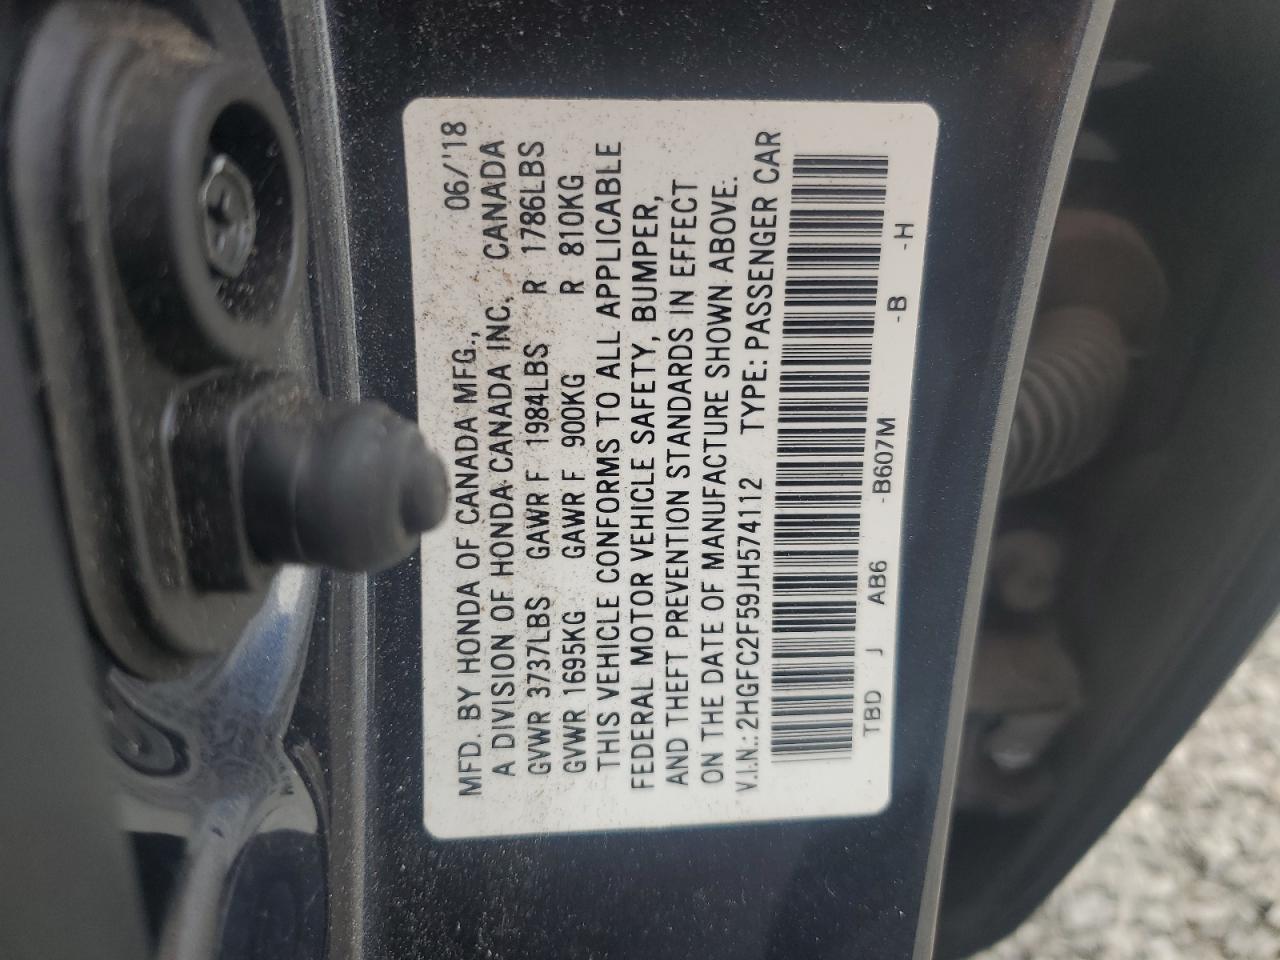 MFD. BY HONDA OF CANADA MFG., 06/'18
A DIVISION OF HONDA CANADA INC. CANADA
GVWR 3737LBS GAWR F 1984LBS R 1786LBS
GVWR 1695KG GAWR F 900KG R 810KG
THIS VEHICLE CONFORMS TO ALL APPLICABLE
FEDERAL MOTOR VEHICLE SAFETY, BUMPER,
AND THEFT PREVENTION STANDARDS IN EFFECT
ON THE DATE OF MANUFACTURE SHOWN ABOVE.
V.I.N.: 2HGFC2F59JH574112 TYPE: PASSENGER CAR
TBD J AB6 -B607M -B -H